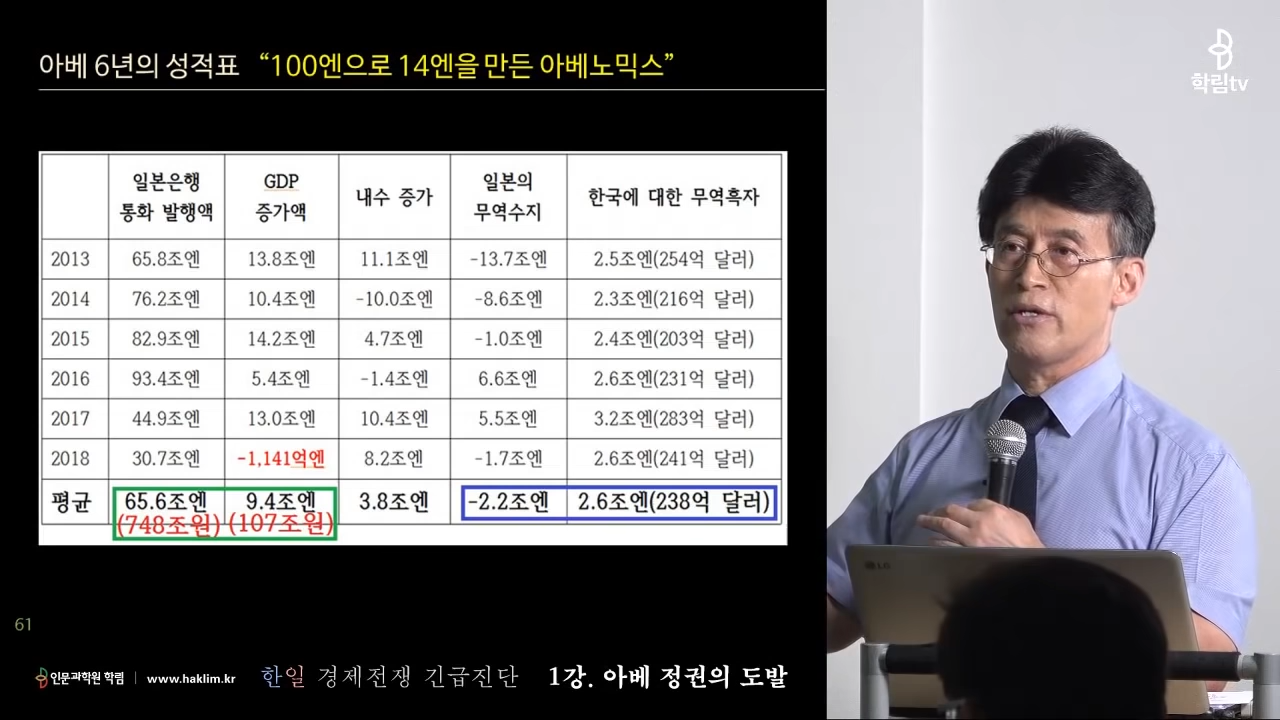 아베 6년의 성적표 “100엔으로 14엔을 만든 아베노믹스”
학림tv
일본은행 통화 발행액 GDP 증가액 내수 증가 일본의 무역수지 한국에 대한 무역흑자
2013 65.8조엔 13.8조엔 11.1조엔 -13.7조엔 2.5조엔(254억 달러)
2014 76.2조엔 10.4조엔 -10.0조엔 -8.6조엔 2.3조엔(216억 달러)
2015 82.9조엔 14.2조엔 4.7조엔 -1.0조엔 2.4조엔(203억 달러)
2016 93.4조엔 5.4조엔 -1.4조엔 6.6조엔 2.6조엔(231억 달러)
2017 44.9조엔 13.0조엔 10.4조엔 5.5조엔 3.2조엔(283억 달러)
2018 30.7조엔 -1,141억엔 8.2조엔 -1.7조엔 2.6조엔(241억 달러)
평균 65.6조엔 9.4조엔 3.8조엔 -2.2조엔 2.6조엔(238억 달러)
(748조원) (107조원)
LG
61
인문과학원 학림 www.haklim.kr 한일 경제전쟁 긴급진단 1강. 아베 정권의 도발